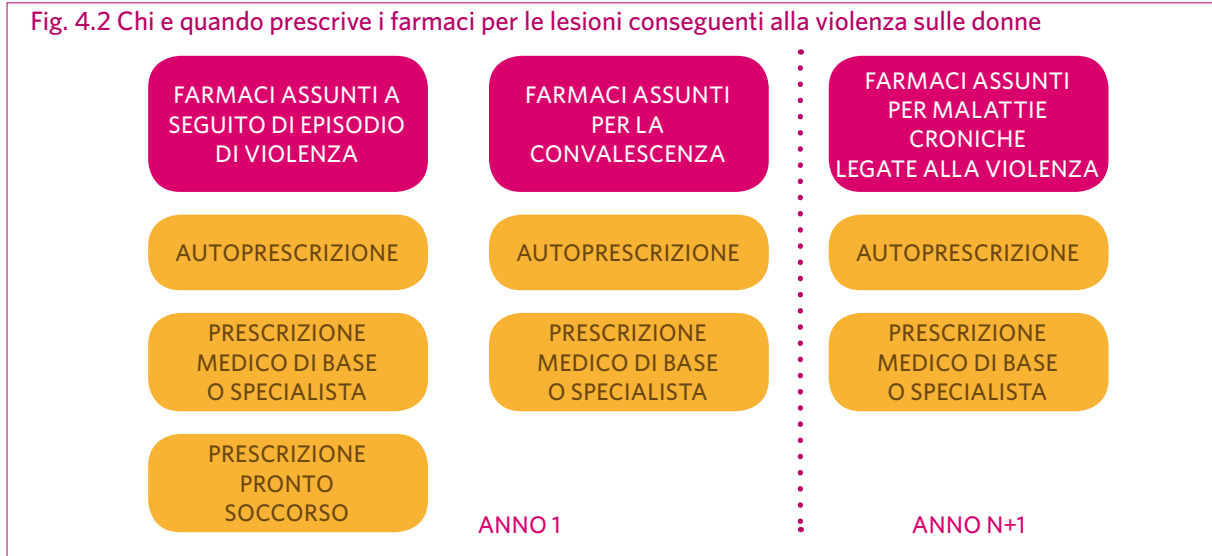 Fig. 4.2 Chi e quando prescrive i farmaci per le lesioni conseguenti alla violenza sulle donne
FARMACI ASSUNTI A
SEGUITO DI EPISODIO
DI VIOLENZA
FARMACI ASSUNTI
PER LA
CONVALESCENZA
FARMACI ASSUNTI
PER MALATTIE
CRONICHE
LEGATE ALLA VIOLENZA
AUTOPRESCRIZIONE
AUTOPRESCRIZIONE
AUTOPRESCRIZIONE
PRESCRIZIONE
MEDICO DI BASE
O SPECIALISTA
PRESCRIZIONE
MEDICO DI BASE
O SPECIALISTA
PRESCRIZIONE
MEDICO DI BASE
O SPECIALISTA
PRESCRIZIONE
PRONTO
SOCCORSO
ANNO 1
ANNO N+1